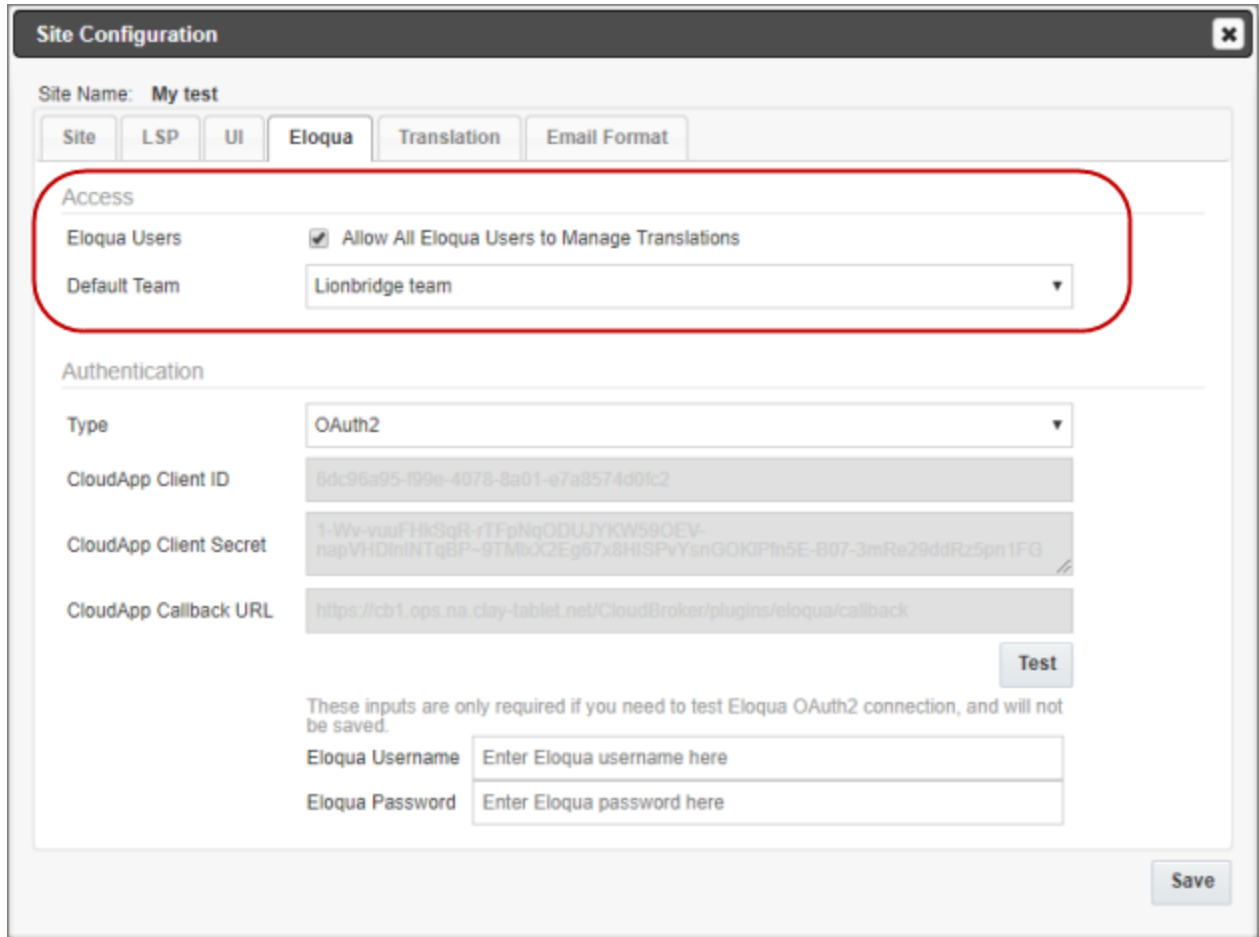 Site Configuration
Site Name: My test
Site LSP UI Eloqua Translation Email Format
Access
Eloqua Users Allow All Eloqua Users to Manage Translations
Default Team Lionbridge team
Authentication
Type OAuth2
CloudApp Client ID 6dc96a95-f99e-4078-8a01-e7a8574d0fc2
CloudApp Client Secret
CloudApp Callback URL https://cb1.ops.na.clay-tablet.net/CloudBroker/plugins/eloqua/callback
Test
These inputs are only required if you need to test Eloqua OAuth2 connection, and will not
be saved.
Eloqua Username Enter Eloqua username here
Eloqua Password Enter Eloqua password here
Save